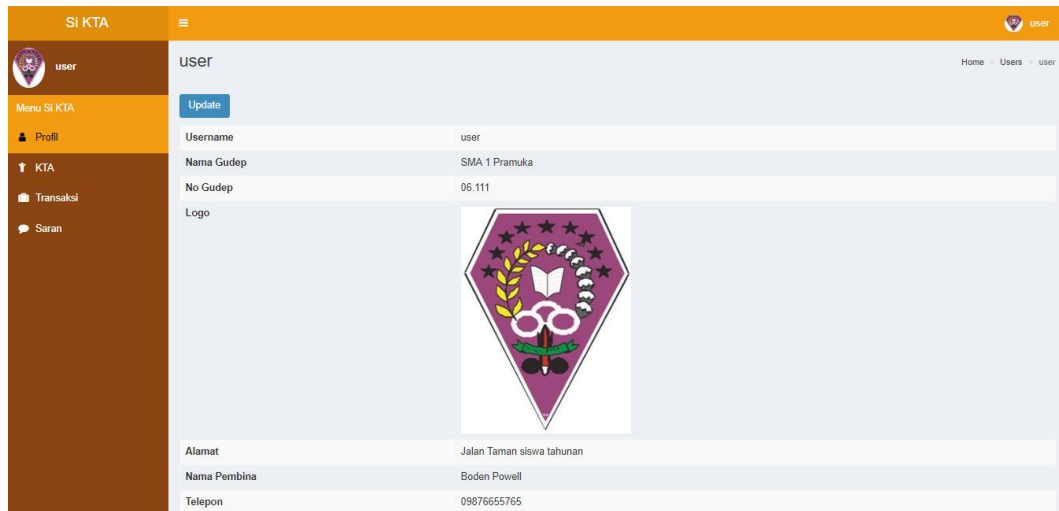 Si KTA
user
user
Menu Si KTA
Profil
KTA
Transaksi
Saran
user
Home > Users > user
Update
Username user
Nama Gudep SMA 1 Pramuka
No Gudep 06.111
Logo
Alamat Jalan Taman siswa tahunan
Nama Pembina Boden Powell
Telepon 09876655765